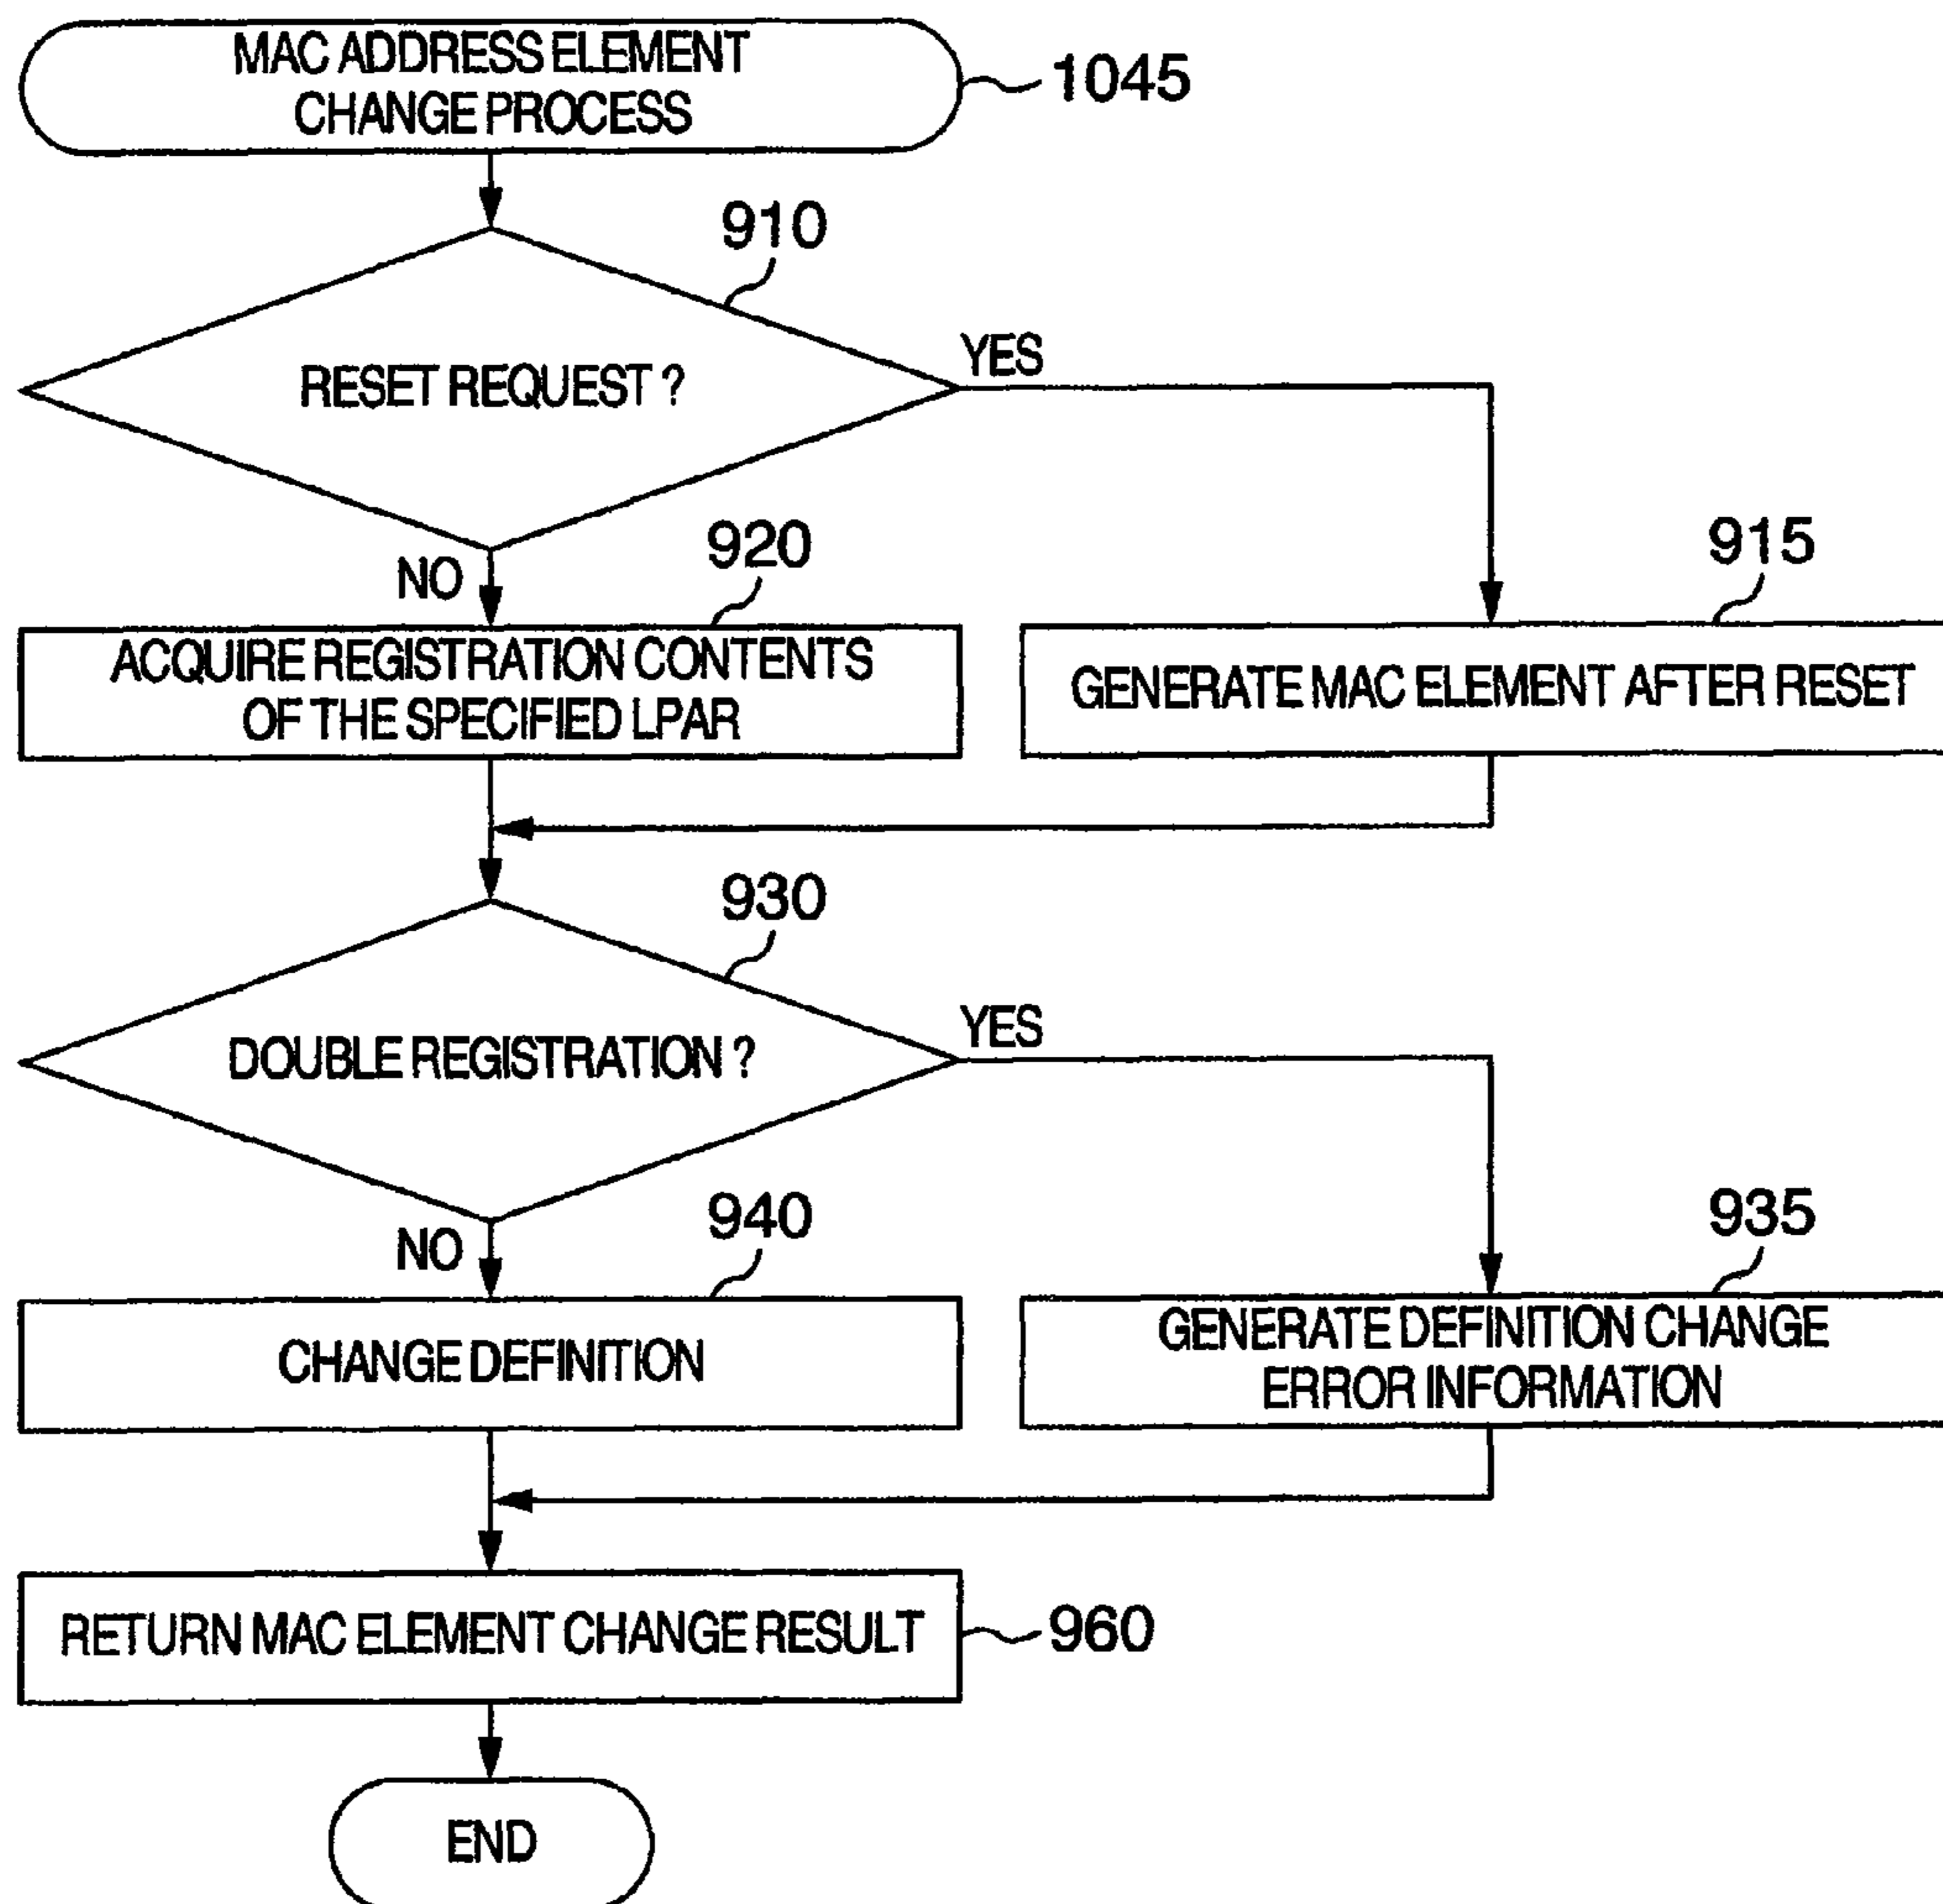 MAC ADDRESS ELEMENT
CHANGE PROCESS
1045
910
RESET REQUEST ?
YES
NO
920
915
ACQUIRE REGISTRATION CONTENTS
OF THE SPECIFIED LPAR
GENERATE MAC ELEMENT AFTER RESET
930
DOUBLE REGISTRATION ?
YES
NO
940
935
CHANGE DEFINITION
GENERATE DEFINITION CHANGE
ERROR INFORMATION
RETURN MAC ELEMENT CHANGE RESULT
960
END